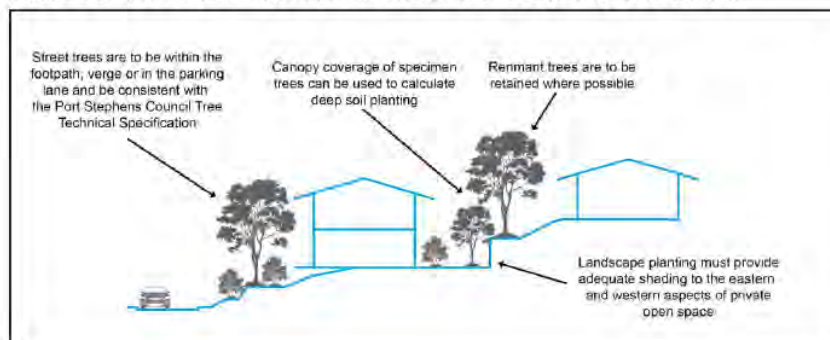 Street trees are to be within the
footpath, verge or in the parking
lane and be consistent with
the Port Stephens Council Tree
Technical Specification
Canopy coverage of specimen
trees can be used to calculate
deep soil planting
Renmant trees are to be
retained where possible
Landscape planting must provide
adequate shading to the eastern
and western aspects of private
open space